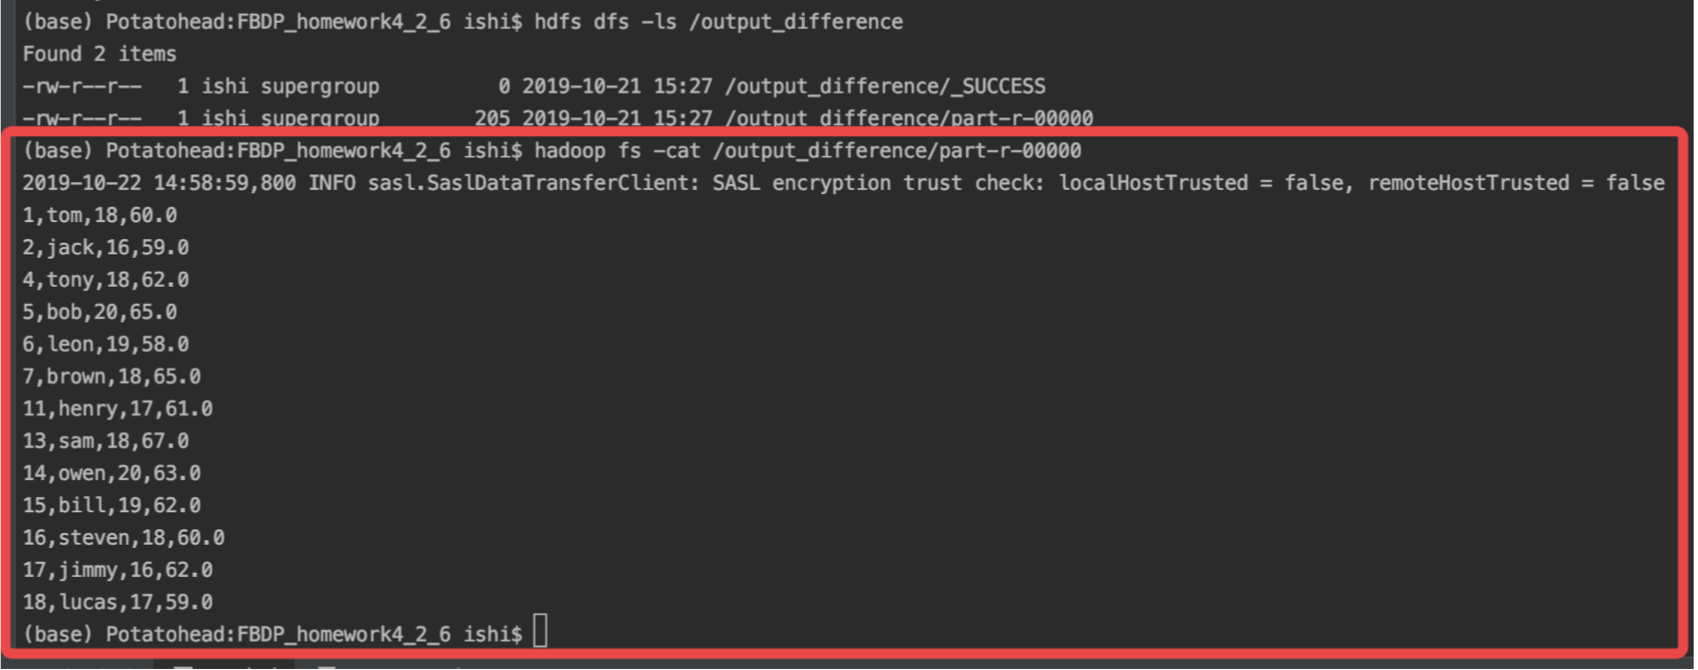 (base) Potatohead:FBDP_homework4_2_6 ishi$ hdfs dfs -ls /output_difference
Found 2 items
-rw-r--r--   1 ishi supergroup          0 2019-10-21 15:27 /output_difference/_SUCCESS
-rw-r--r--   1 ishi supergroup        205 2019-10-21 15:27 /output_difference/part-r-00000
(base) Potatohead:FBDP_homework4_2_6 ishi$ hadoop fs -cat /output_difference/part-r-00000
2019-10-22 14:58:59,800 INFO sasl.SaslDataTransferClient: SASL encryption trust check: localHostTrusted = false, remoteHostTrusted = false
1,tom,18,60.0
2,jack,16,59.0
4,tony,18,62.0
5,bob,20,65.0
6,leon,19,58.0
7,brown,18,65.0
11,henry,17,61.0
13,sam,18,67.0
14,owen,20,63.0
15,bill,19,62.0
16,steven,18,60.0
17,jimmy,16,62.0
18,lucas,17,59.0
(base) Potatohead:FBDP_homework4_2_6 ishi$